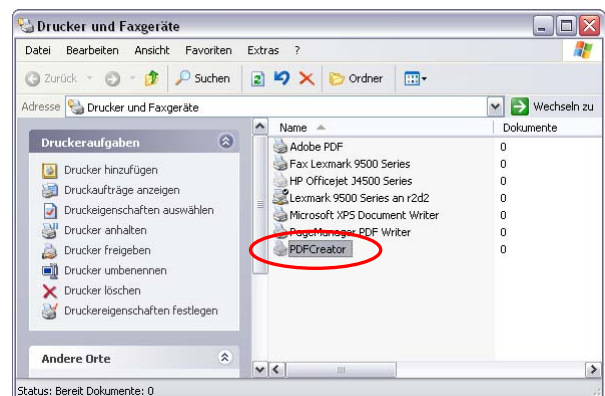 Drucker und Faxgeräte
Datei Bearbeiten Ansicht Favoriten Extras ?
Zurück Suchen Ordner
Adresse Drucker und Faxgeräte Wechseln zu
Druckeraufgaben
Drucker hinzufügen
Druckaufträge anzeigen
Druckeigenschaften auswählen
Drucker anhalten
Drucker freigeben
Drucker umbenennen
Drucker löschen
Druckereigenschaften festlegen
Andere Orte
Name Dokumente
Adobe PDF 0
Fax Lexmark 9500 Series 0
HP Officejet J4500 Series 0
Lexmark 9500 Series an r2d2 0
Microsoft XPS Document Writer 0
PageManager PDF Writer 0
PDFCreator 0
Status: Bereit Dokumente: 0